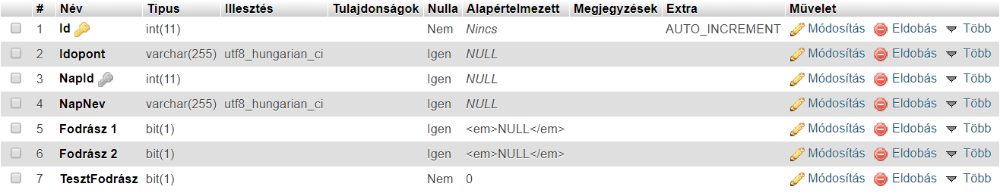 # Név Típus Illesztés Tulajdonságok Nulla Alapértelmezett Megjegyzések Extra Művelet
1 Id int(11) Nem Nincs AUTO_INCREMENT Módosítás Eldobás Több
2 Idopont varchar(255) utf8_hungarian_ci Igen NULL Módosítás Eldobás Több
3 NapId int(11) Igen NULL Módosítás Eldobás Több
4 NapNev varchar(255) utf8_hungarian_ci Igen NULL Módosítás Eldobás Több
5 Fodrász 1 bit(1) Igen <em>NULL</em> Módosítás Eldobás Több
6 Fodrász 2 bit(1) Igen <em>NULL</em> Módosítás Eldobás Több
7 TesztFodrász bit(1) Nem 0 Módosítás Eldobás Több